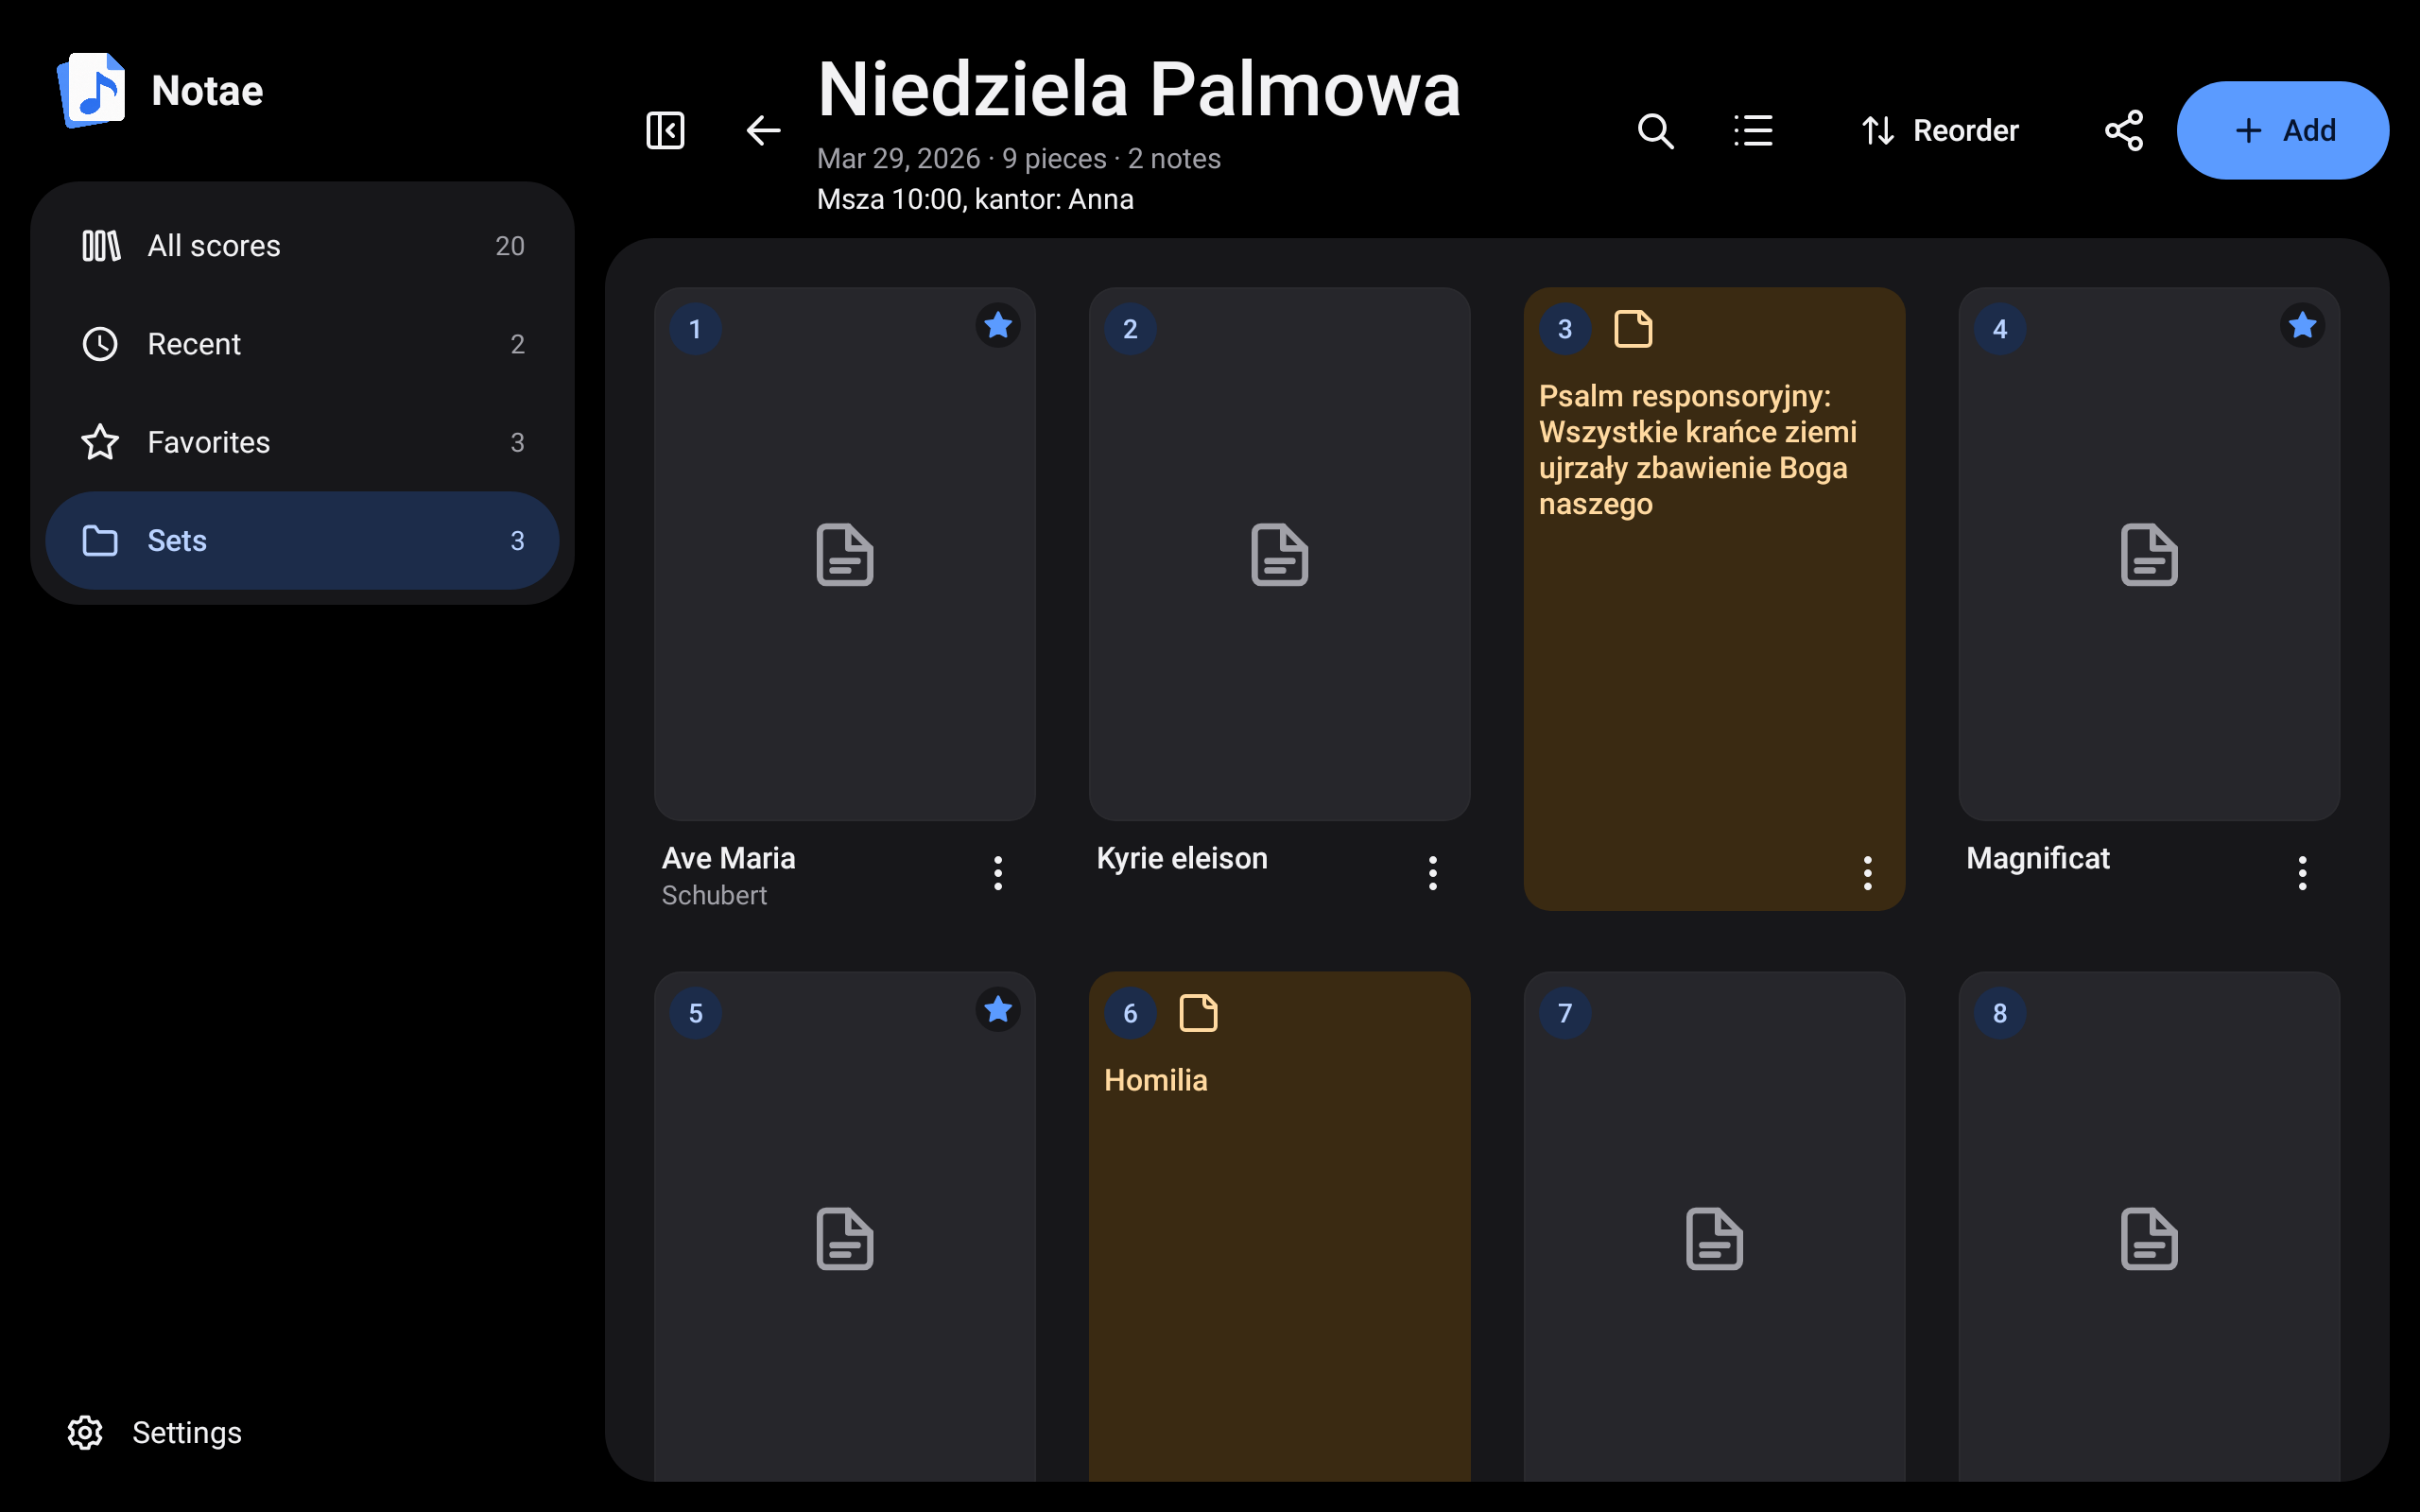 Notae
All scores 20
Recent 2
Favorites 3
Sets 3
Settings
Niedziela Palmowa
Mar 29, 2026 · 9 pieces · 2 notes
Msza 10:00, kantor: Anna
Reorder
Add
1
2
3
4
Psalm responsoryjny:
Wszystkie krańce ziemi
ujrzały zbawienie Boga
naszego
Ave Maria
Schubert
Kyrie eleison
Magnificat
5
6
7
8
Homilia